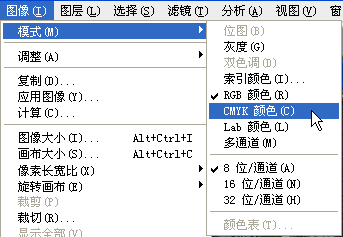 图像(I) 图层(L) 选择(S) 滤镜(T) 分析(A) 视图(V) 窗
模式(M)
调整(A)
复制(D)...
应用图像(Y)...
计算(C)...
图像大小(I)... Alt+Ctrl+I
画布大小(S)... Alt+Ctrl+C
像素长宽比(X)
旋转画布(E)
裁剪(P)
裁切(R)...
显示全部(V)
位图(B)
灰度(G)
双色调(D)
索引颜色(I)...
RGB 颜色(R)
CMYK 颜色(C)
Lab 颜色(L)
多通道(M)
8 位/通道(A)
16 位/通道(N)
32 位/通道(H)
颜色表(T)...